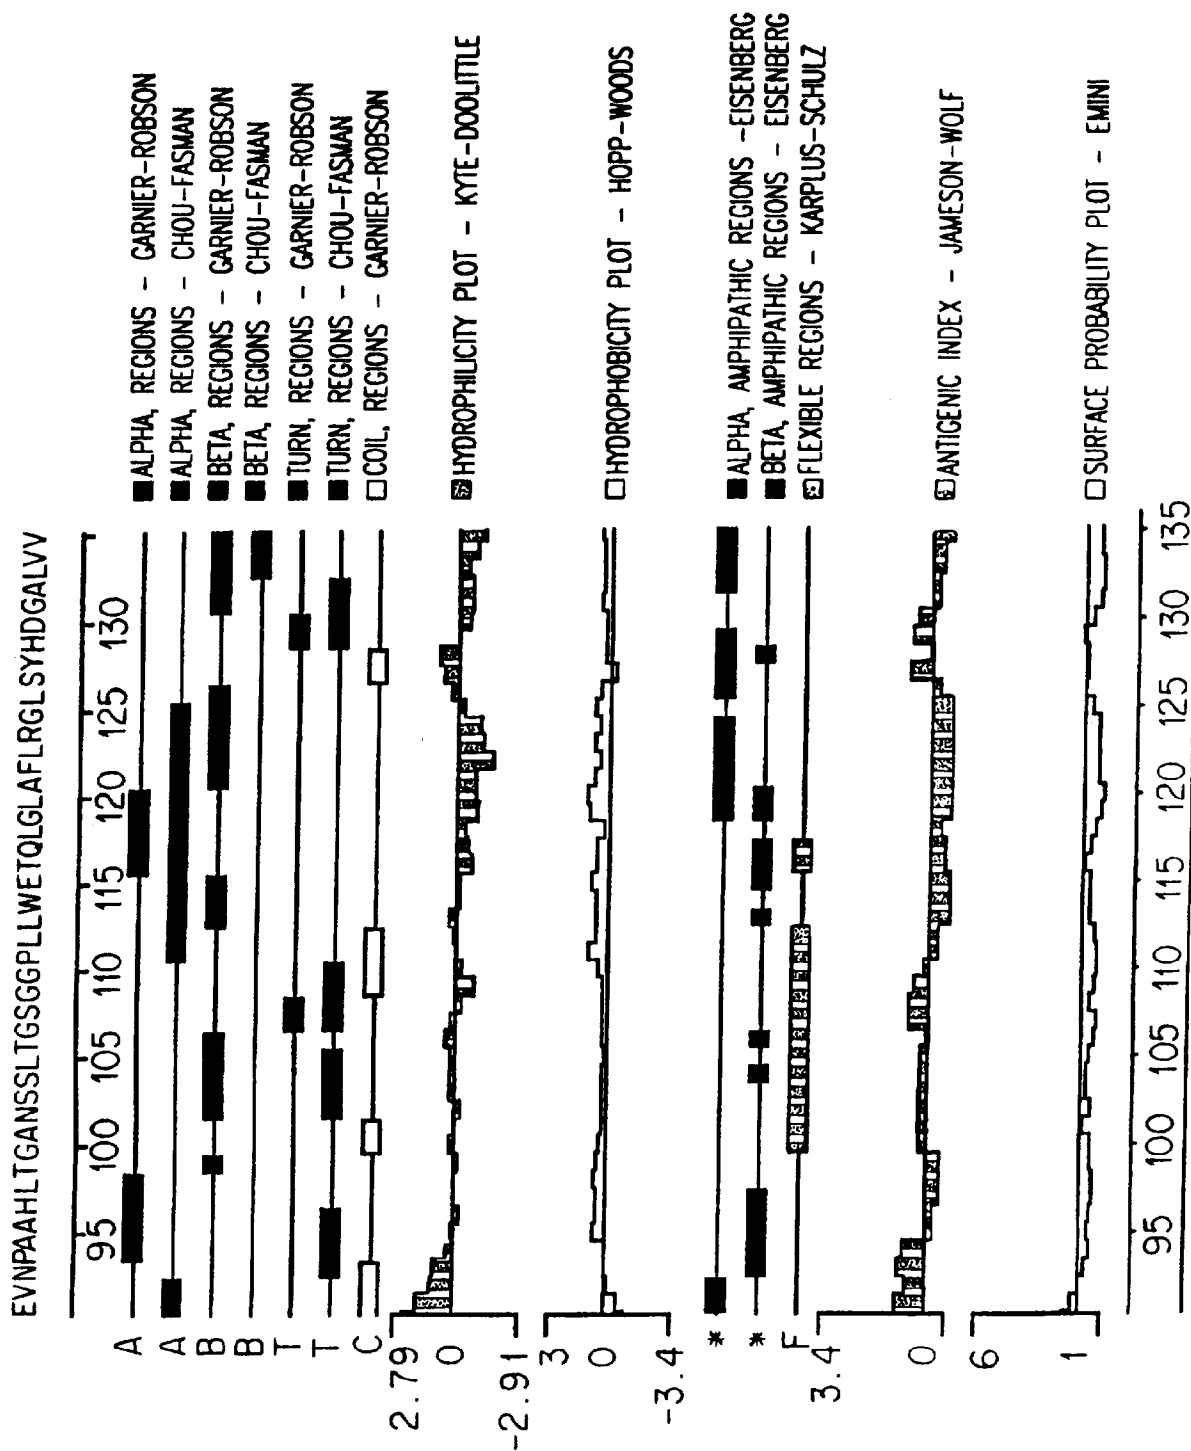 EVNPAAHLTGANSSLTGSGGPLLWETQLGLAFLRGLSYHDGALVV
95 100 105 110 115 120 125 130
A ALPHA, REGIONS - GARNIER-ROBSON
A ALPHA, REGIONS - CHOU-FASMAN
B BETA, REGIONS - GARNIER-ROBSON
B BETA, REGIONS - CHOU-FASMAN
T TURN, REGIONS - GARNIER-ROBSON
T TURN, REGIONS - CHOU-FASMAN
C COIL, REGIONS - GARNIER-ROBSON
2.79
0 HYDROPHILICITY PLOT - KYTE-DOOLITTLE
-2.91
3
0 HYDROPHOBICITY PLOT - HOPP-WOODS
-3.4
* ALPHA, AMPHIPATHIC REGIONS -EISENBERG
* BETA, AMPHIPATHIC REGIONS - EISENBERG
F FLEXIBLE REGIONS - KARPLUS-SCHULZ
3.4
0 ANTIGENIC INDEX - JAMESON-WOLF
6
1 SURFACE PROBABILITY PLOT - EMINI
95 100 105 110 115 120 125 130 135